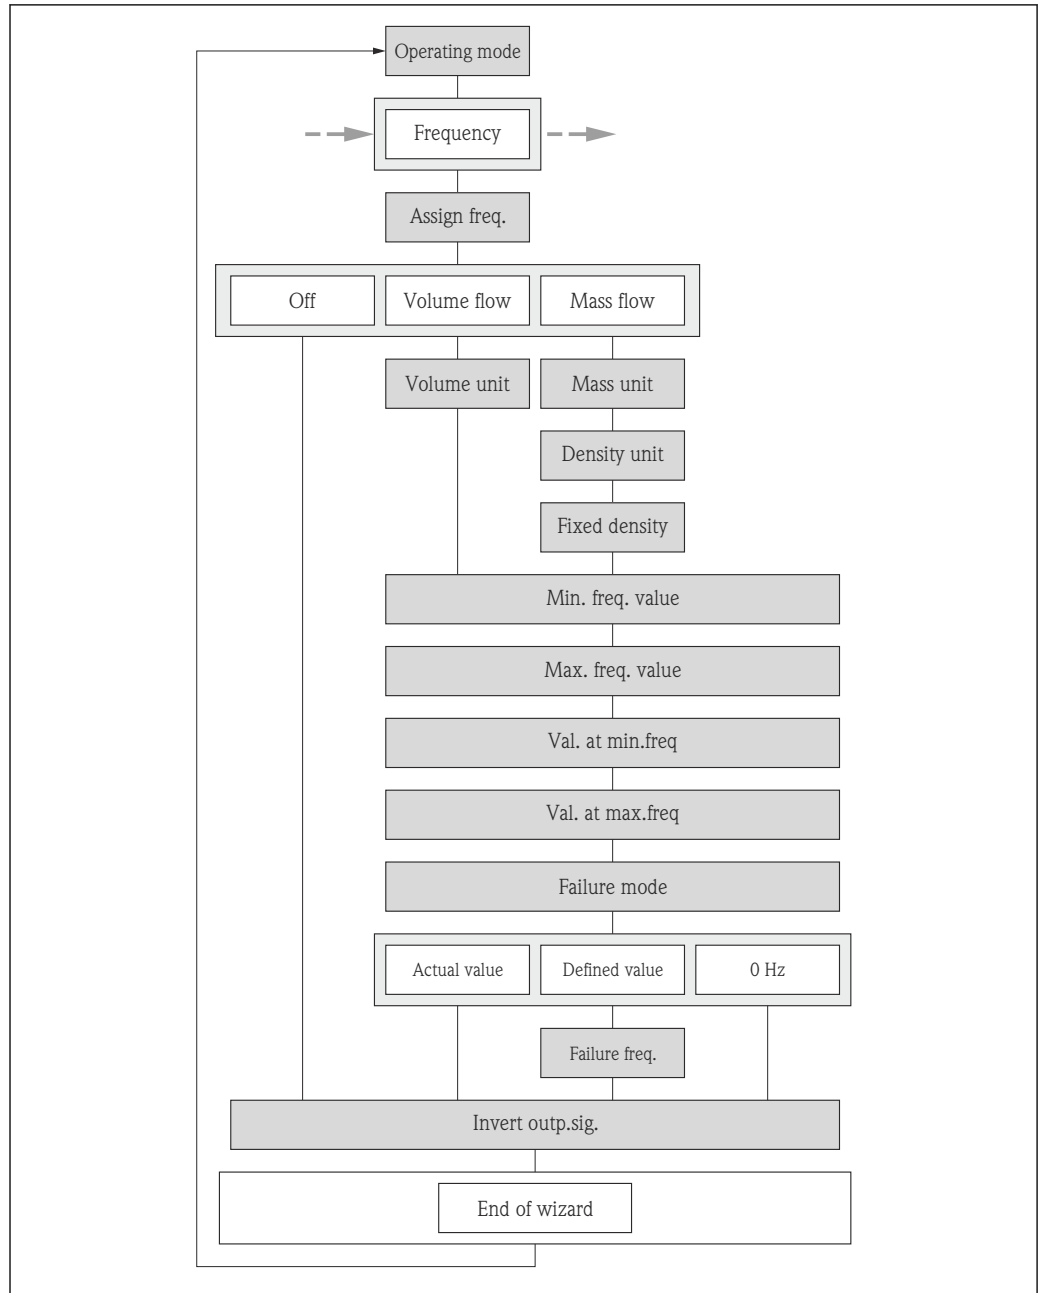 Operating mode
Frequency
Assign freq.
Off
Volume flow
Mass flow
Volume unit
Mass unit
Density unit
Fixed density
Min. freq. value
Max. freq. value
Val. at min.freq
Val. at max.freq
Failure mode
Actual value
Defined value
0 Hz
Failure freq.
Invert outp.sig.
End of wizard